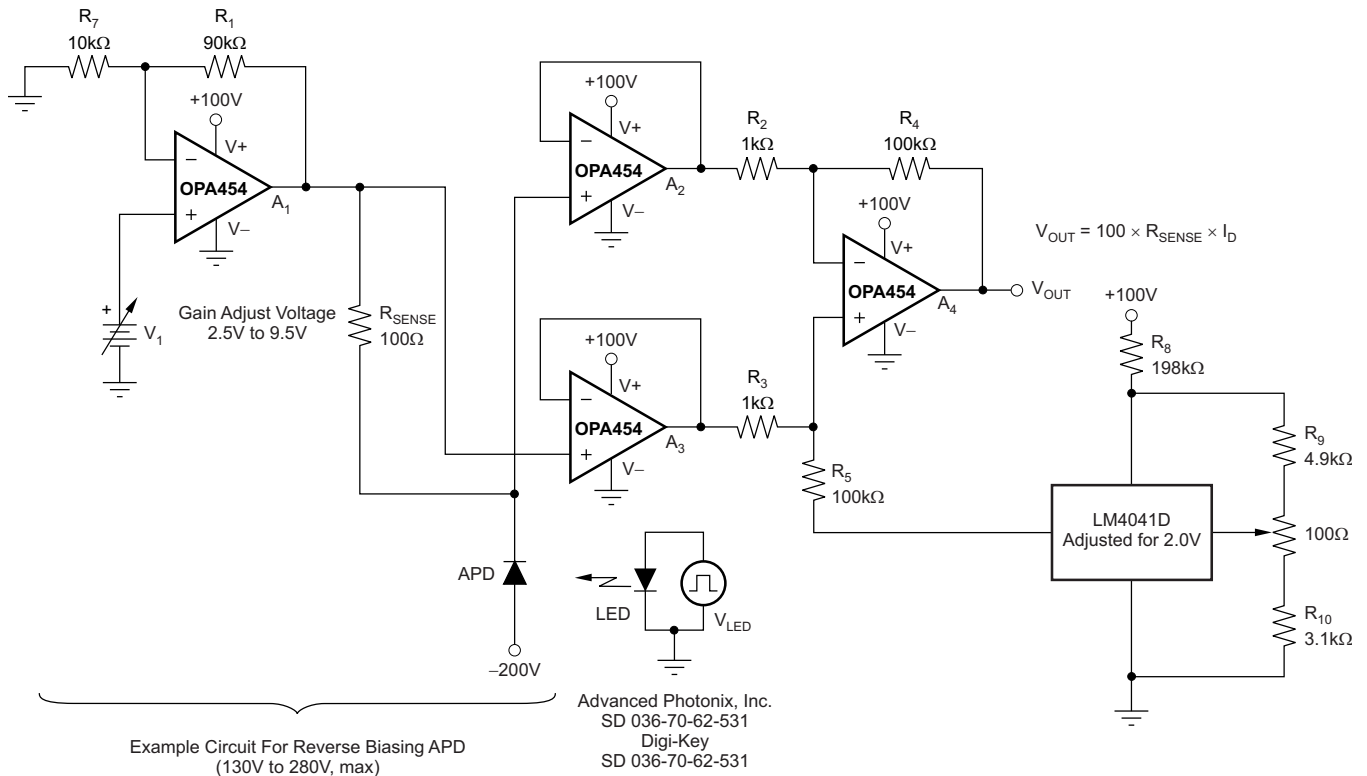 R7
10kΩ
R1
90kΩ
+100V
V+
−
OPA454
+
A1
V−
+
V1
Gain Adjust Voltage
2.5V to 9.5V
RSENSE
100Ω
+100V
V+
−
OPA454
+
A2
V−
R2
1kΩ
R4
100kΩ
+100V
V+
−
OPA454
+
A4
V−
VOUT
VOUT = 100 × RSENSE × ID
+100V
V+
−
OPA454
+
A3
V−
R3
1kΩ
R5
100kΩ
+100V
R8
198kΩ
R9
4.9kΩ
LM4041D
Adjusted for 2.0V
100Ω
R10
3.1kΩ
APD
−200V
LED
VLED
Advanced Photonix, Inc.
SD 036-70-62-531
Digi-Key
SD 036-70-62-531
Example Circuit For Reverse Biasing APD
(130V to 280V, max)